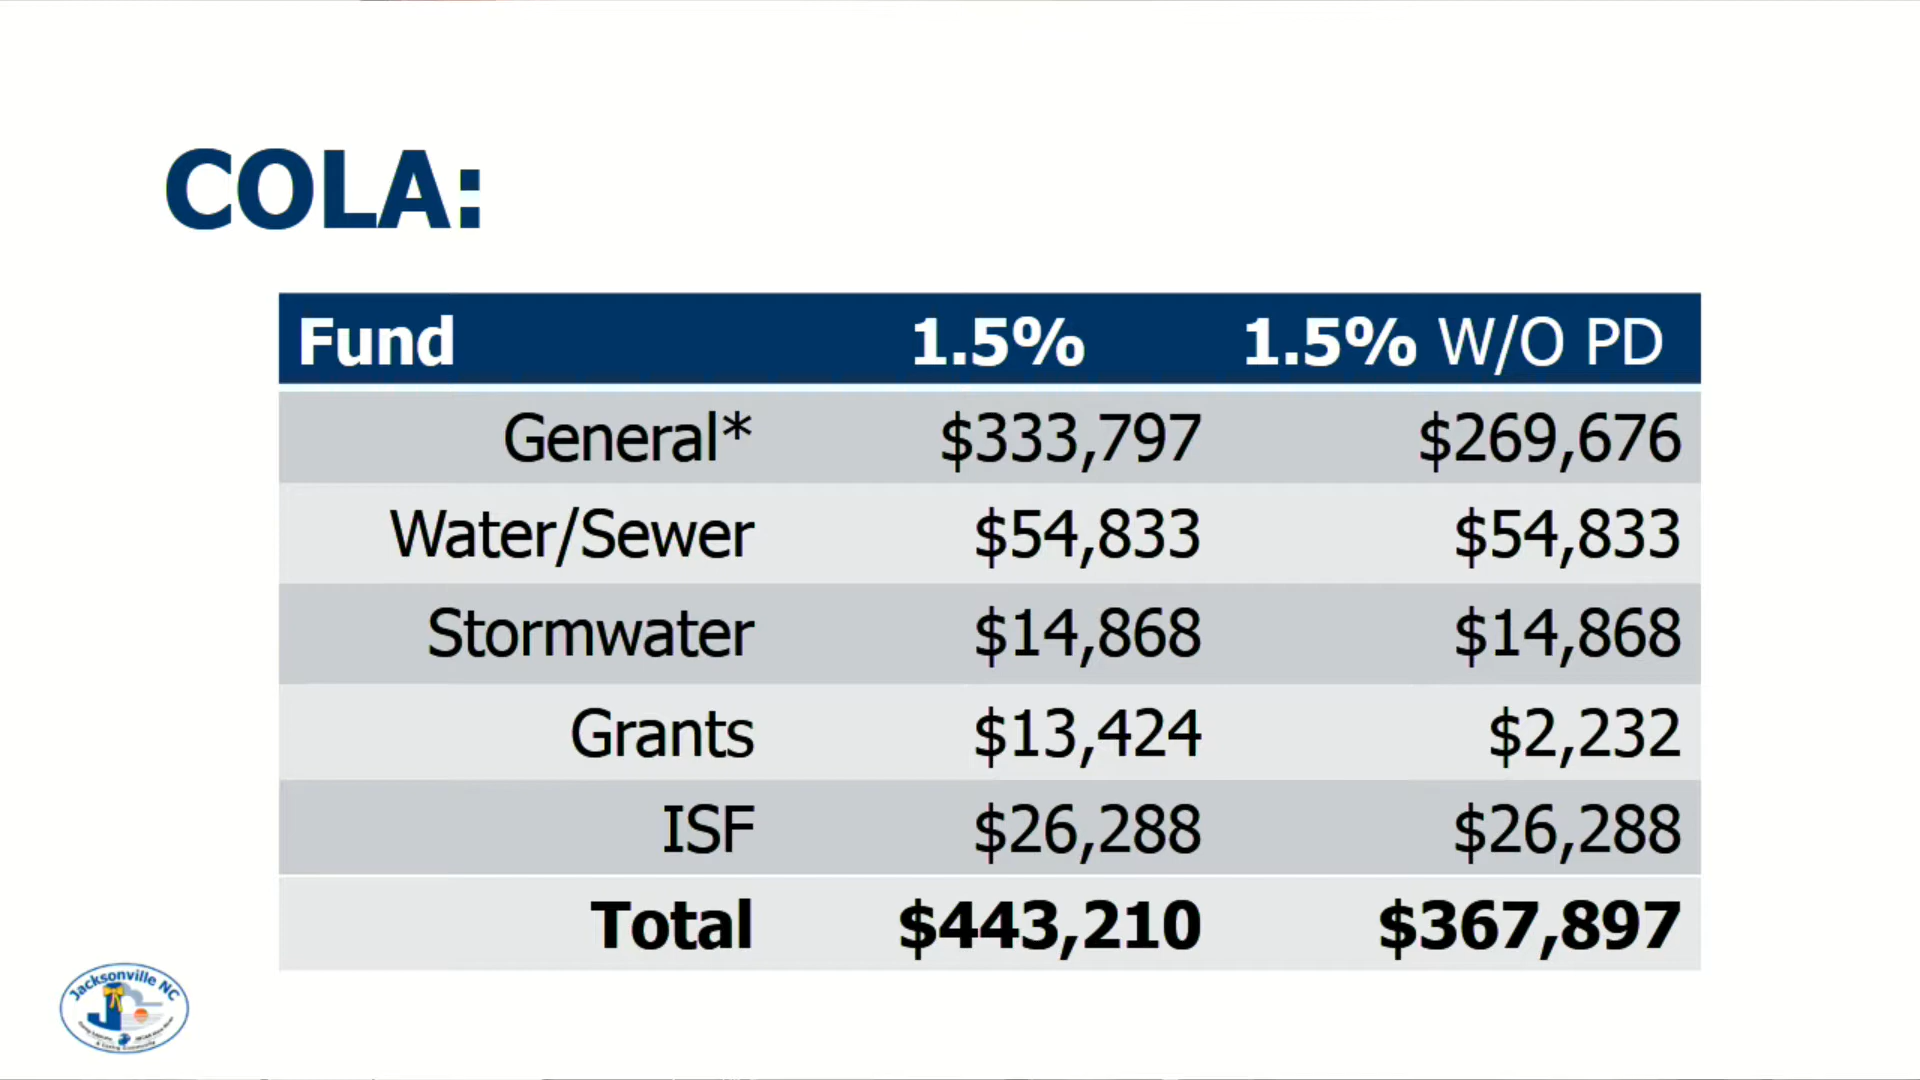 COLA:
Fund 1.5% 1.5% W/O PD
General* $333,797 $269,676
Water/Sewer $54,833 $54,833
Stormwater $14,868 $14,868
Grants $13,424 $2,232
ISF $26,288 $26,288
Total $443,210 $367,897
Jacksonville NC